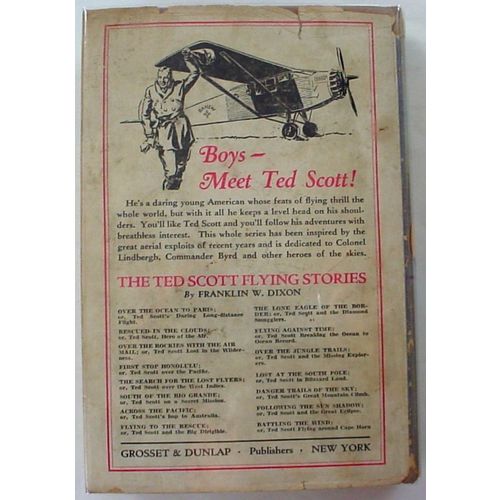 Boys —
Meet Ted Scott!
He's a daring young American whose feats of flying thrill the
whole world, but with it all he keeps a level head on his shoul-
ders. You'll like Ted Scott and you'll follow his adventures with
breathless interest. This whole series has been inspired by the
great aerial exploits of recent years and is dedicated to Colonel
Lindbergh, Commander Byrd and other heroes of the skies.
THE TED SCOTT FLYING STORIES
By FRANKLIN W. DIXON
OVER THE OCEAN TO PARIS;
or, Ted Scott's Daring Long-distance
Flight.
RESCUED IN THE CLOUDS;
or, Ted Scott, Hero of the Air.
OVER THE ROCKIES WITH THE AIR
MAIL; or, Ted Scott Lost in the Wilder-
ness.
FIRST STOP HONOLULU;
or, Ted Scott over the Pacific.
THE SEARCH FOR THE LOST FLYERS;
or, Ted Scott over the West Indies.
SOUTH OF THE RIO GRANDE;
or, Ted Scott on a Secret Mission.
ACROSS THE PACIFIC;
or, Ted Scott's Hop to Australia.
FLYING TO THE RESCUE;
or, Ted Scott and the Big Dirigible.
THE LONE EAGLE OF THE BOR-
DER; or, Ted Scott and the Diamond
Smugglers.
FLYING AGAINST TIME;
or, Ted Scott Breaking the Ocean to
Ocean Record.
OVER THE JUNGLE TRAILS;
or, Ted Scott and the Missing Explor-
ers.
LOST AT THE SOUTH POLE;
or, Ted Scott in Blizzard Land.
DANGER TRAILS OF THE SKY;
or, Ted Scott's Great Mountain Climb.
FOLLOWING THE SUN SHADOW;
or, Ted Scott and the Great Eclipse.
BATTLING THE WIND;
or, Ted Scott Flying around Cape Horn
GROSSET & DUNLAP - Publishers - NEW YORK